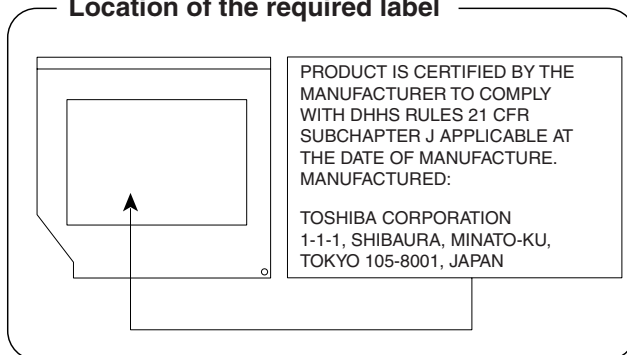 Location of the required label
PRODUCT IS CERTIFIED BY THE
MANUFACTURER TO COMPLY
WITH DHHS RULES 21 CFR
SUBCHAPTER J APPLICABLE AT
THE DATE OF MANUFACTURE.
MANUFACTURED:
TOSHIBA CORPORATION
1-1-1, SHIBAURA, MINATO-KU,
TOKYO 105-8001, JAPAN